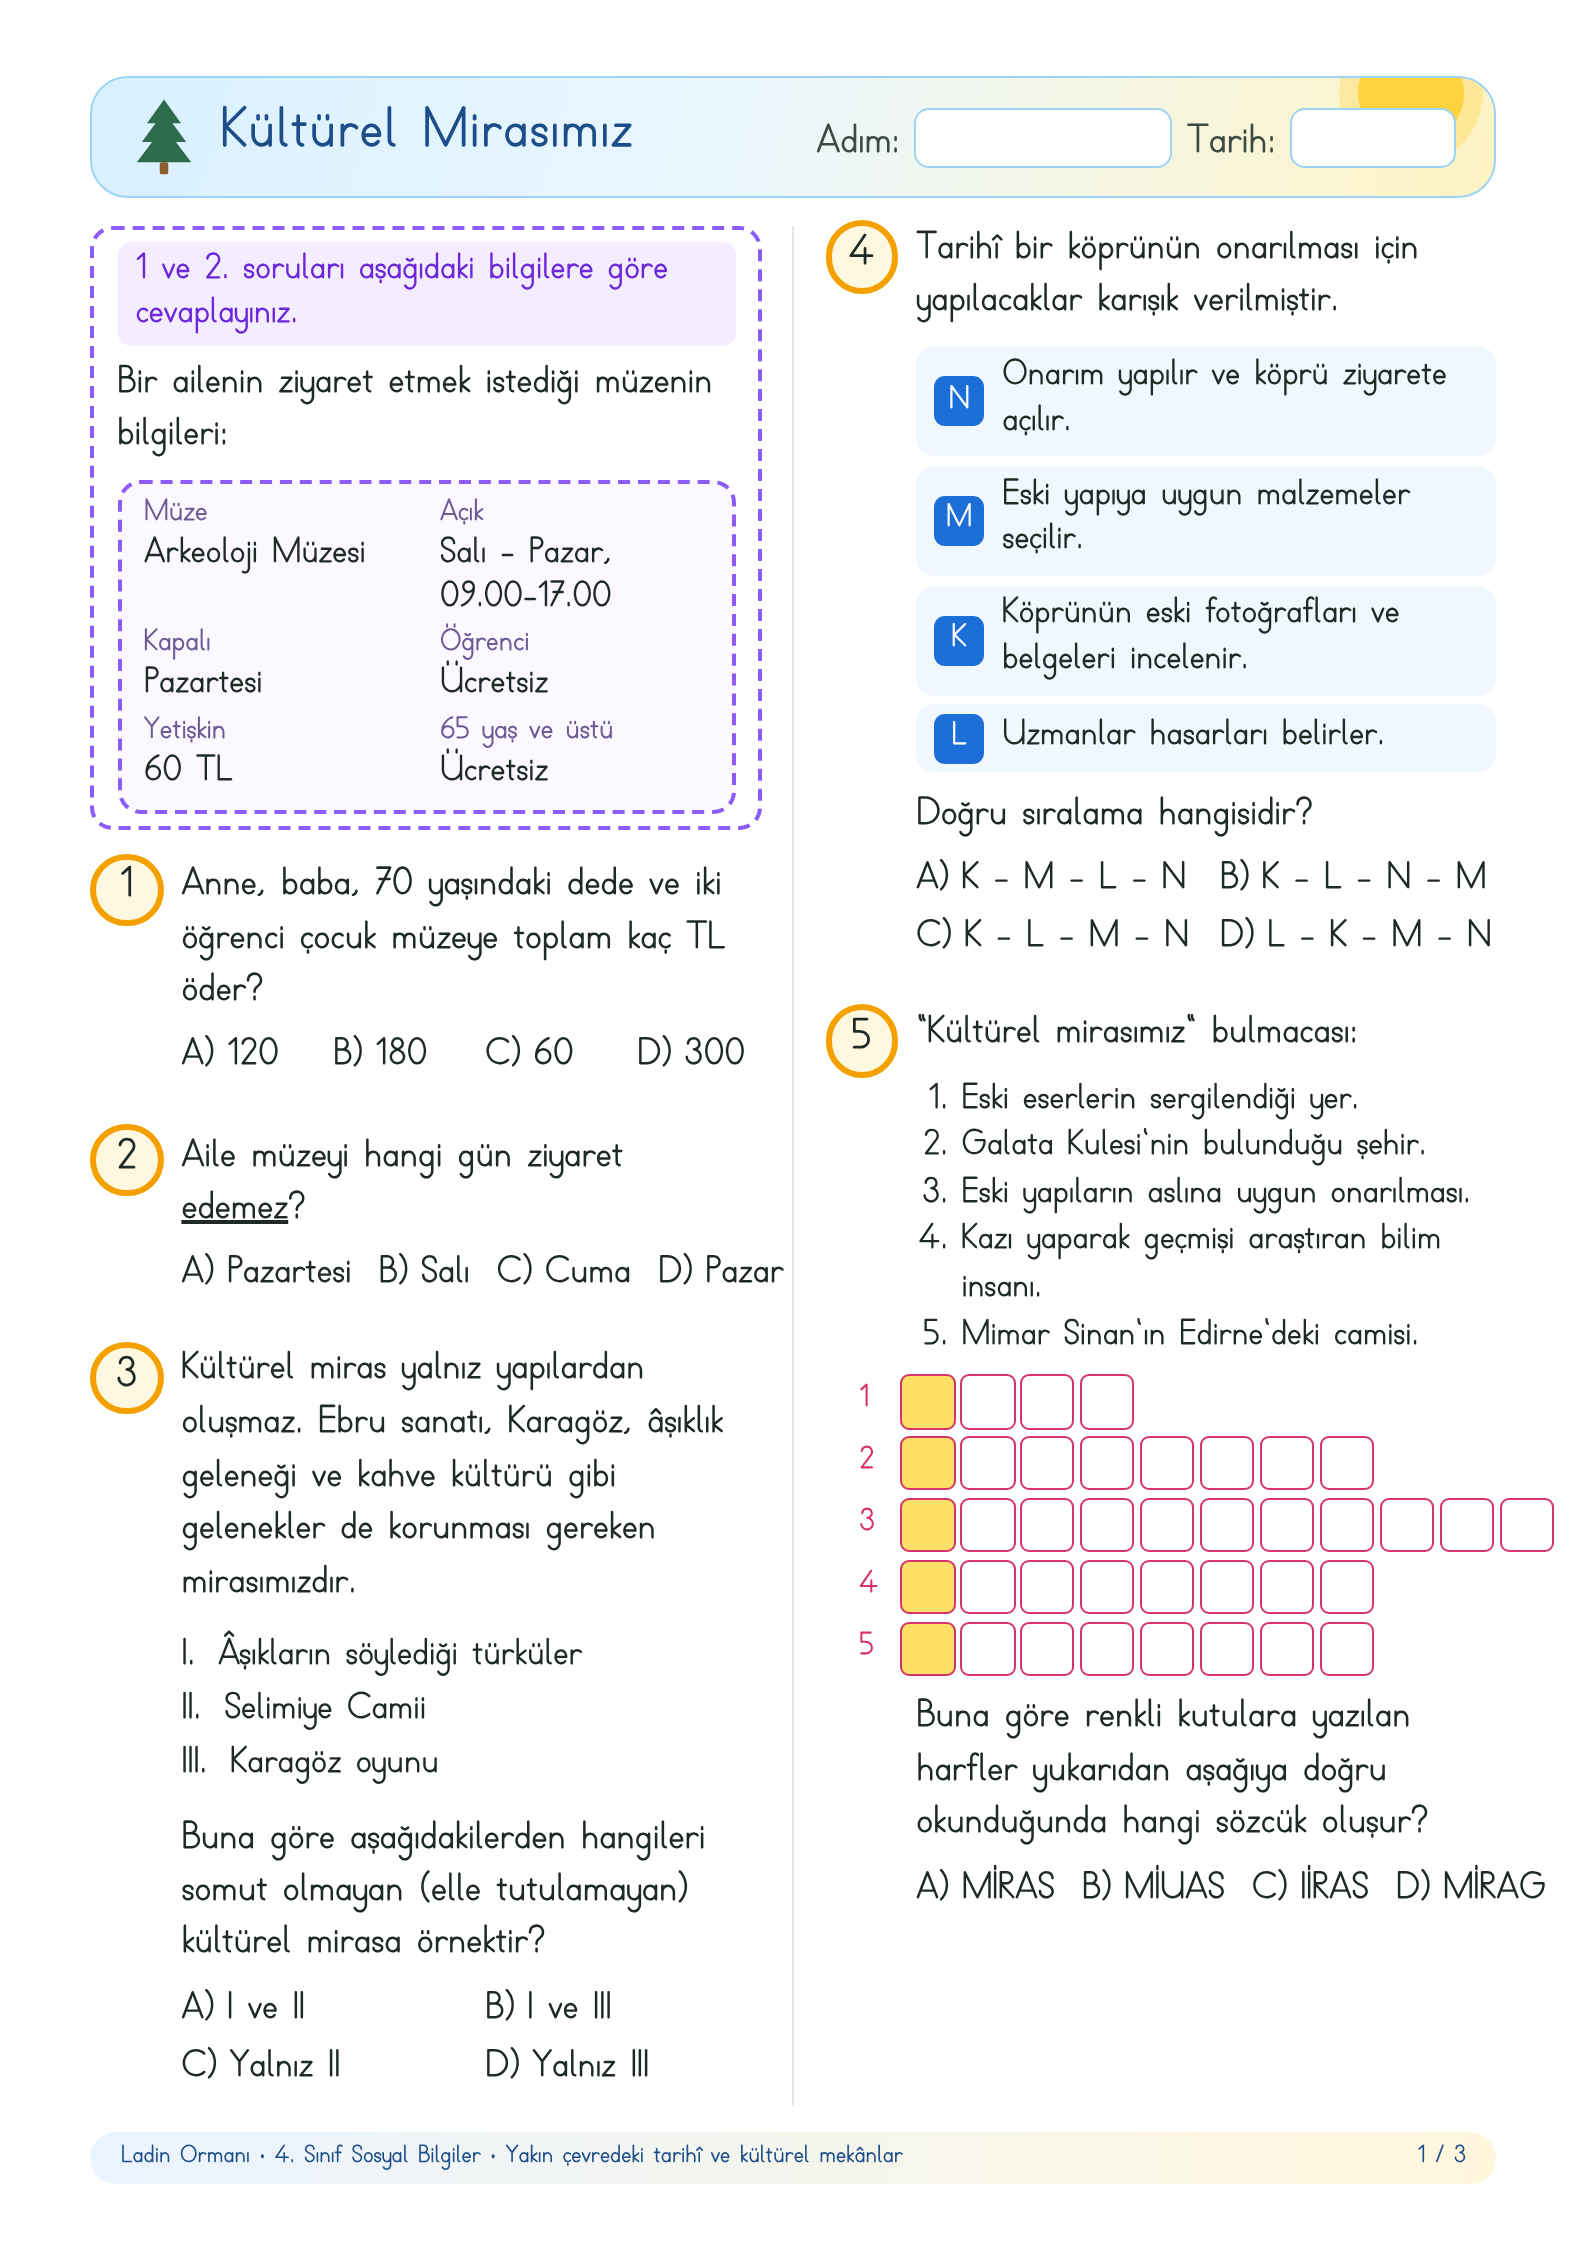 Kültürel Mirasımız
Adım:
Tarih:
1 ve 2. soruları aşağıdaki bilgilere göre
cevaplayınız.
Bir ailenin ziyaret etmek istediği müzenin
bilgileri:
Müze
Arkeoloji Müzesi
Açık
Salı – Pazar,
09.00–17.00
Kapalı
Pazartesi
Öğrenci
Ücretsiz
Yetişkin
60 TL
65 yaş ve üstü
Ücretsiz
1
Anne, baba, 70 yaşındaki dede ve iki
öğrenci çocuk müzeye toplam kaç TL
öder?
A) 120 B) 180 C) 60 D) 300
2
Aile müzeyi hangi gün ziyaret
edemez?
A) Pazartesi B) Salı C) Cuma D) Pazar
3
Kültürel miras yalnız yapılardan
oluşmaz. Ebru sanatı, Karagöz, âşıklık
geleneği ve kahve kültürü gibi
gelenekler de korunması gereken
mirasımızdır.
I. Âşıkların söylediği türküler
II. Selimiye Camii
III. Karagöz oyunu
Buna göre aşağıdakilerden hangileri
somut olmayan (elle tutulamayan)
kültürel mirasa örnektir?
A) I ve II B) I ve III
C) Yalnız II D) Yalnız III
4
Tarihî bir köprünün onarılması için
yapılacaklar karışık verilmiştir.
N
Onarım yapılır ve köprü ziyarete
açılır.
M
Eski yapıya uygun malzemeler
seçilir.
K
Köprünün eski fotoğrafları ve
belgeleri incelenir.
L
Uzmanlar hasarları belirler.
Doğru sıralama hangisidir?
A) K – M – L – N B) K – L – N – M
C) K – L – M – N D) L – K – M – N
5
“Kültürel mirasımız“ bulmacası:
1. Eski eserlerin sergilendiği yer.
2. Galata Kulesi‘nin bulunduğu şehir.
3. Eski yapıların aslına uygun onarılması.
4. Kazı yaparak geçmişi araştıran bilim
insanı.
5. Mimar Sinan‘ın Edirne‘deki camisi.
1
2
3
4
5
Buna göre renkli kutulara yazılan
harfler yukarıdan aşağıya doğru
okunduğunda hangi sözcük oluşur?
A) MİRAS B) MİUAS C) IİRAS D) MİRAG
Ladin Ormanı • 4. Sınıf Sosyal Bilgiler • Yakın çevredeki tarihî ve kültürel mekânlar
1 / 3